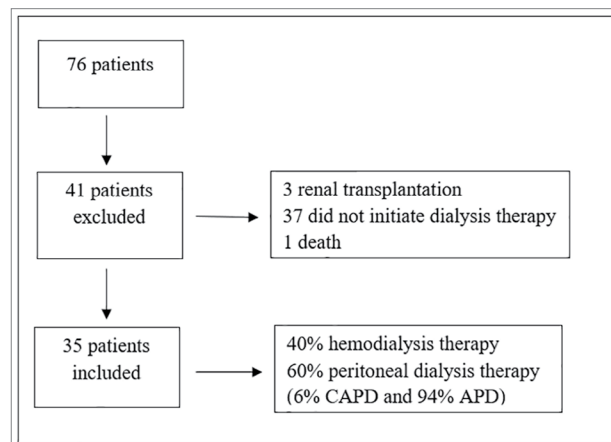 76 patients
41 patients
excluded
3 renal transplantation
37 did not initiate dialysis therapy
1 death
35 patients
included
40% hemodialysis therapy
60% peritoneal dialysis therapy
(6% CAPD and 94% APD)